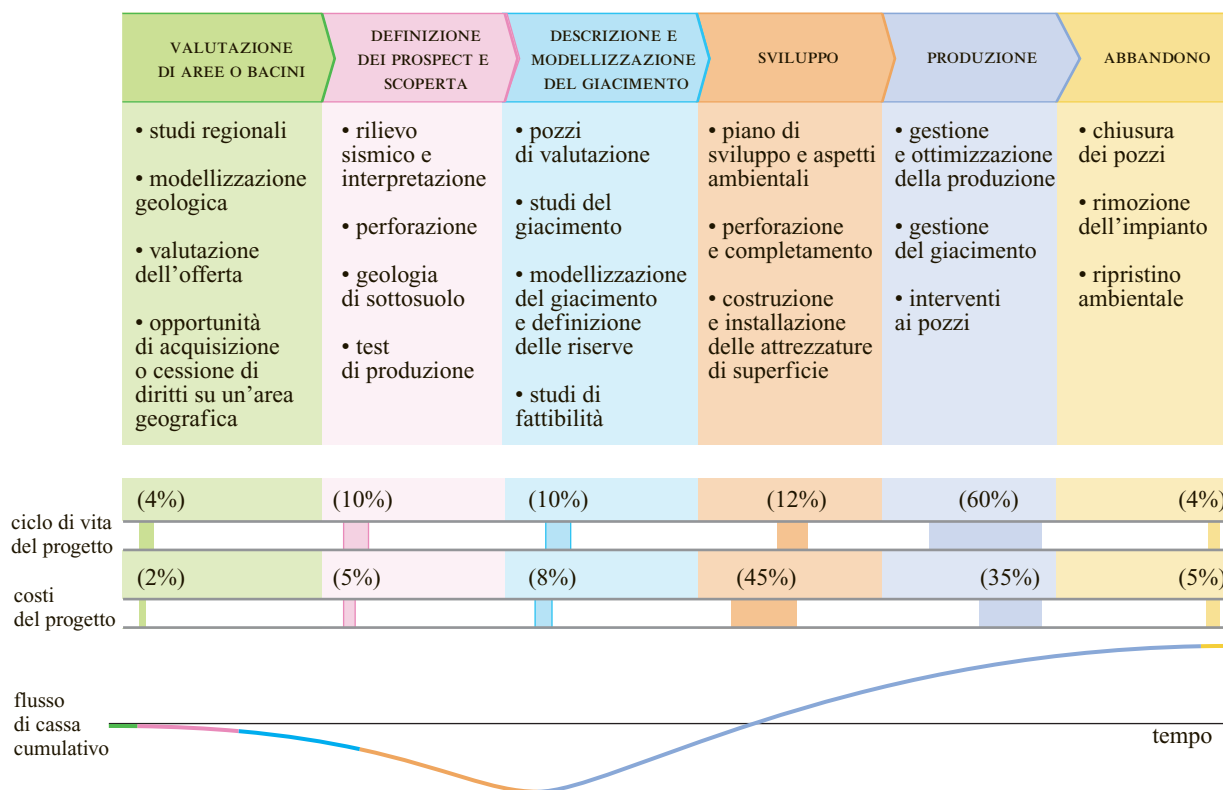 VALUTAZIONE
DI AREE O BACINI
DEFINIZIONE
DEI PROSPECT E
SCOPERTA
DESCRIZIONE E
MODELLIZZAZIONE
DEL GIACIMENTO
SVILUPPO
PRODUZIONE
ABBANDONO
• studi regionali
• modellizzazione
geologica
• valutazione
dell'offerta
• opportunità
di acquisizione
o cessione di
diritti su un'area
geografica
• rilievo
sismico e
interpretazione
• perforazione
• geologia
di sottosuolo
• test
di produzione
• pozzi
di valutazione
• studi del
giacimento
• modellizzazione
del giacimento
e definizione
delle riserve
• studi di
fattibilità
• piano di
sviluppo e aspetti
ambientali
• perforazione
e completamento
• costruzione
e installazione
delle attrezzature
di superficie
• gestione
e ottimizzazione
della produzione
• gestione
del giacimento
• interventi
ai pozzi
• chiusura
dei pozzi
• rimozione
dell'impianto
• ripristino
ambientale
ciclo di vita
del progetto
(4%)
(10%)
(10%)
(12%)
(60%)
(4%)
costi
del progetto
(2%)
(5%)
(8%)
(45%)
(35%)
(5%)
flusso
di cassa
cumulativo
tempo